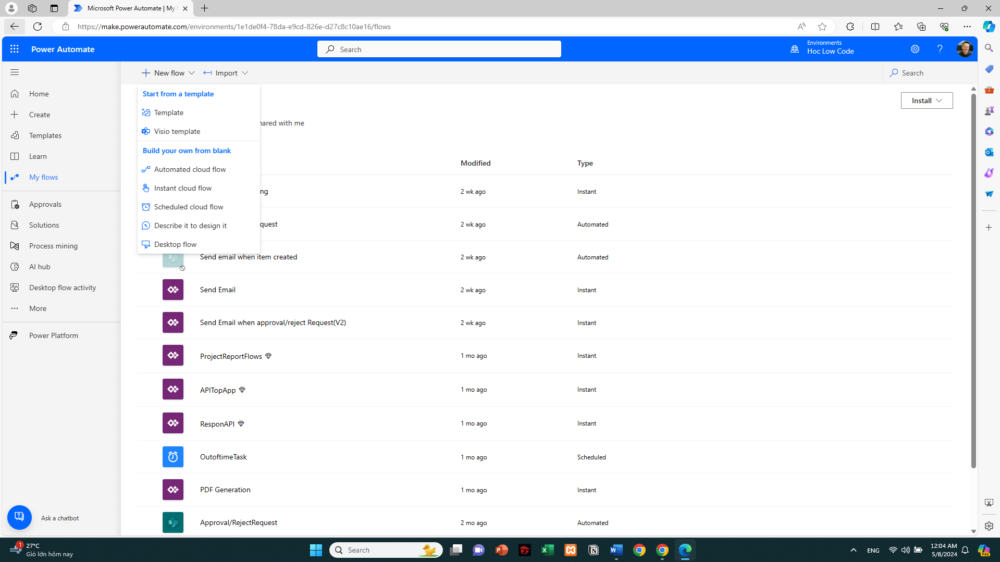 Microsoft Power Automate | My f
https://make.powerautomate.com/environments/1e1de0f4-78da-e9cd-826e-d27c8c10ae16/flows
Power Automate
Search
Environments
Hoc Low Code
New flow
Import
Search
Home
Create
Templates
Learn
My flows
Approvals
Solutions
Process mining
AI hub
Desktop flow activity
More
Power Platform
Ask a chatbot
Start from a template
Template
Visio template
Build your own from blank
Automated cloud flow
Instant cloud flow
Scheduled cloud flow
Describe it to design it
Desktop flow
Install
hared with me
Modified Type
ng 2 wk ago Instant
quest 2 wk ago Automated
Send email when item created 2 wk ago Automated
Send Email 2 wk ago Instant
Send Email when approval/reject Request(V2) 2 wk ago Instant
ProjectReportFlows 1 mo ago Instant
APITopApp 1 mo ago Instant
ResponAPI 1 mo ago Instant
OutoftimeTask 1 mo ago Scheduled
PDF Generation 1 mo ago Instant
Approval/RejectRequest 2 mo ago Automated
1
27°C
Gió lớn hôm nay
Search
ENG
12:04 AM
5/8/2024
PRE